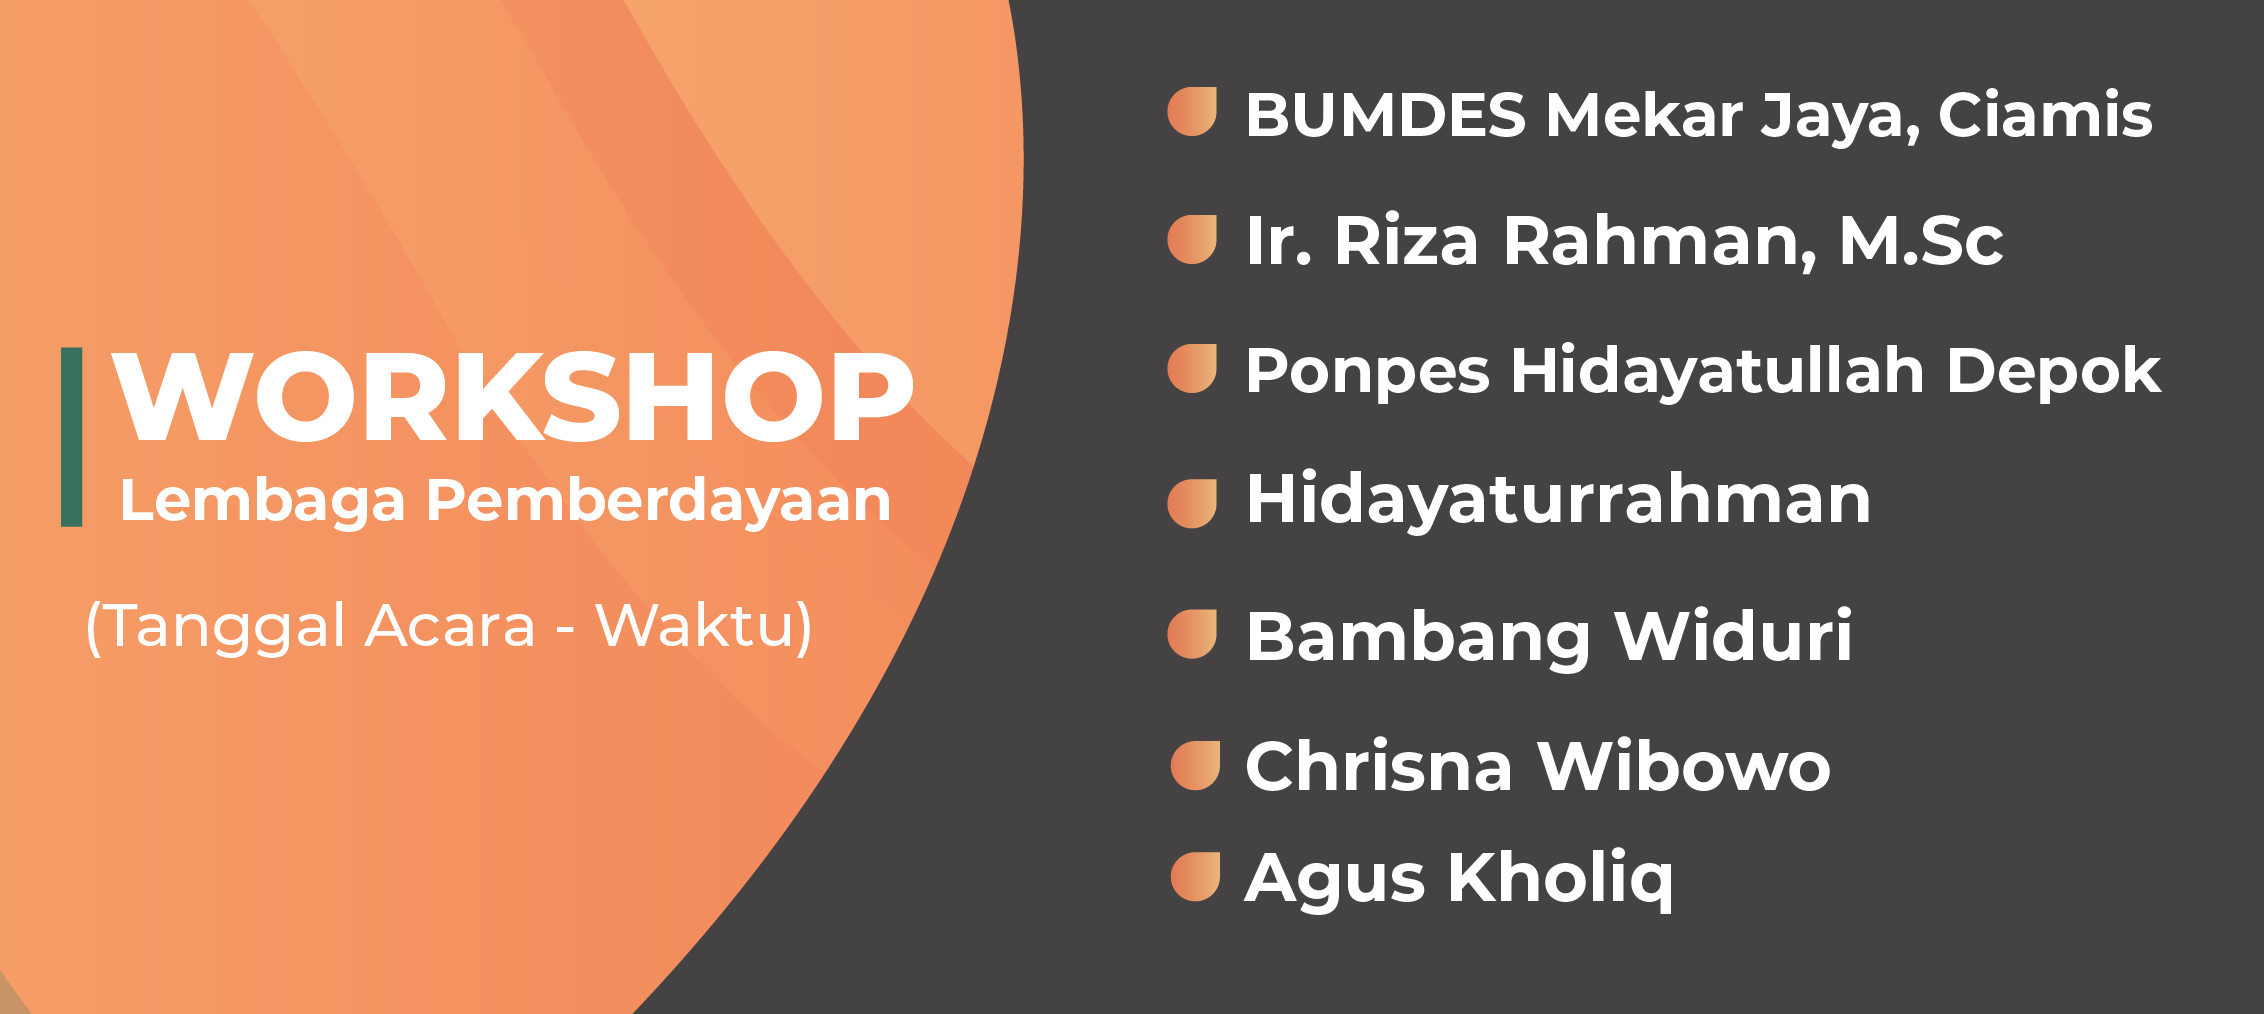 WORKSHOP
Lembaga Pemberdayaan
(Tanggal Acara - Waktu)
BUMDES Mekar Jaya, Ciamis
Ir. Riza Rahman, M.Sc
Ponpes Hidayatullah Depok
Hidayaturrahman
Bambang Widuri
Chrisna Wibowo
Agus Kholiq